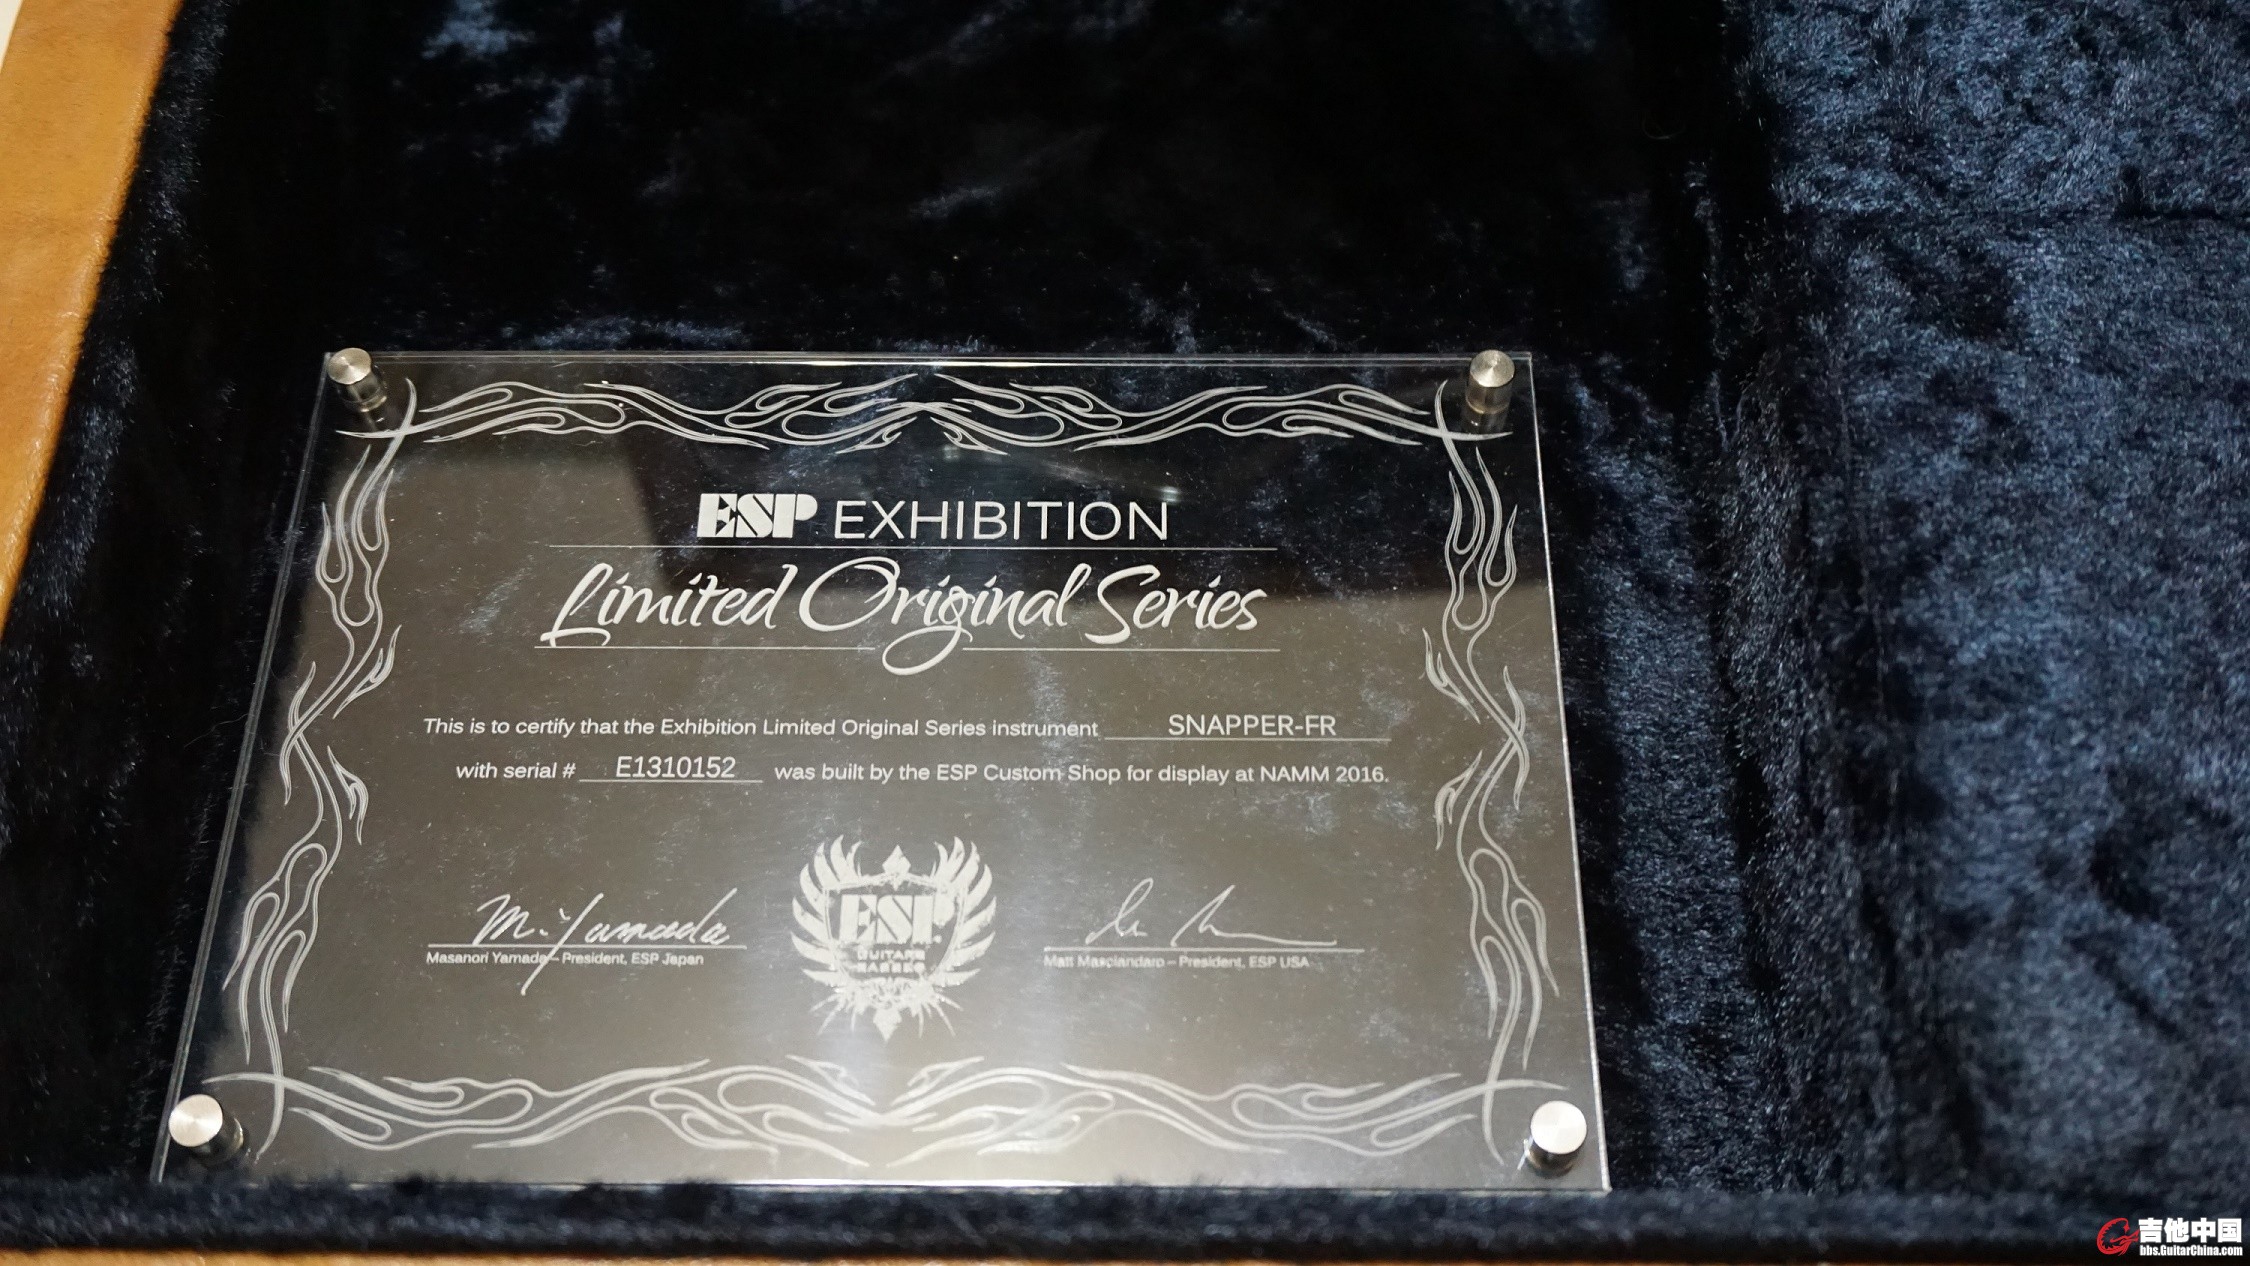 ESP EXHIBITION
Limited Original Series
This is to certify that the Exhibition Limited Original Series instrument SNAPPER-FR
with serial # E1310152 was built by the ESP Custom Shop for display at NAMM 2016.
M. Yamada
Masanori Yamada – President, ESP Japan
ESP
GUITARS
Matt Masciandaro – President, ESP USA
吉他中国
bbs.GuitarChina.com